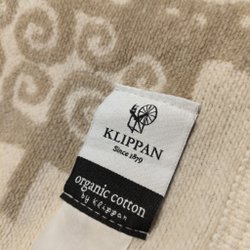 KLIPPAN
Since 1879
organic cotton
by klippan